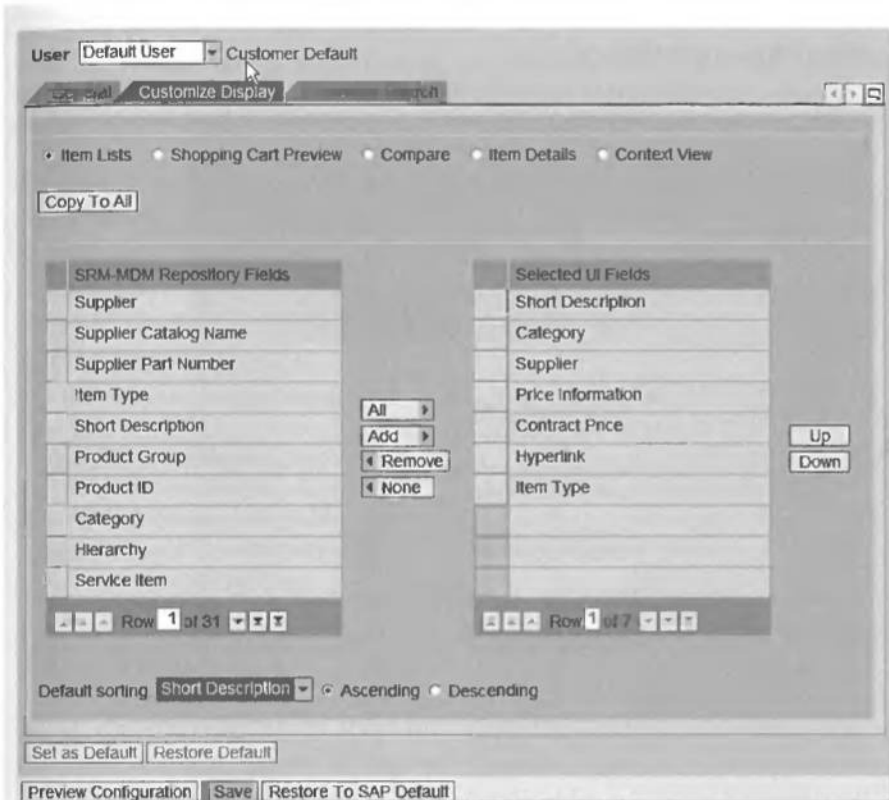 User Default User Customer Default
Customize Display
Item Lists Shopping Cart Preview Compare Item Details Context View
Copy To All
SRM-MDM Repository Fields
Supplier
Supplier Catalog Name
Supplier Part Number
Item Type
Short Description
Product Group
Product ID
Category
Hierarchy
Service Item
Row 1 of 31
All
Add
Remove
None
Selected UI Fields
Short Description
Category
Supplier
Price Information
Contract Price
Hyperlink
Item Type
Row 1 of 7
Up
Down
Default sorting Short Description Ascending Descending
Set as Default Restore Default
Preview Configuration Save Restore To SAP Default